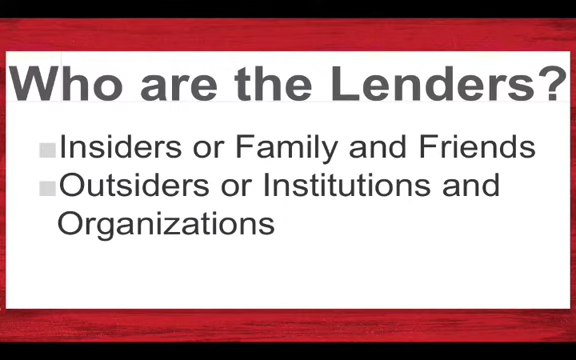 Who are the Lenders?
Insiders or Family and Friends
Outsiders or Institutions and
Organizations